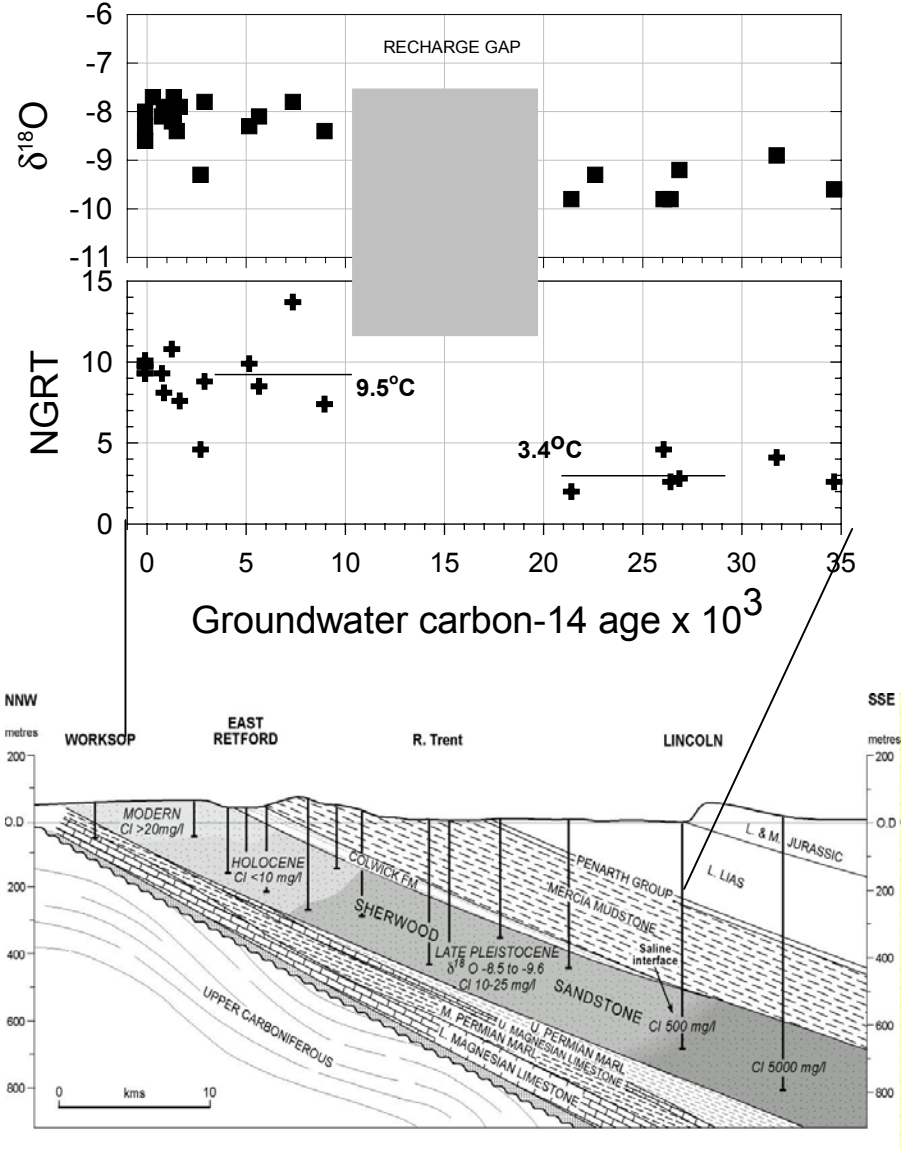 -6
RECHARGE GAP
-7
-8
-9
-10
-11
δ18O
15
10
5
0
NGRT
9.5oC
3.4OC
0 5 10 15 20 25 30 35
Groundwater carbon-14 age x 103
NNW
SSE
metres
WORKSOP
EAST
RETFORD
R. Trent
LINCOLN
metres
200
200
MODERN
Cl >20mg/l
0.D
0.D
HOLOCENE
Cl <10 mg/l
COLWICK FM
PENARTH GROUP
MERCIA MUDSTONE
L. & M. JURASSIC
L. LIAS
200
200
SHERWOOD
SANDSTONE
LATE PLEISTOCENE
δ18 O -8.5 to -9.6
Cl 10-25 mg/l
Saline
interface
400
400
Cl 500 mg/l
UPPER CARBONIFEROUS
U. PERMIAN MARL
U. MAGNESIAN LIMESTONE
M. PERMIAN MARL
L. MAGNESIAN LIMESTONE
600
600
Cl 5000 mg/l
800
800
0 kms 10